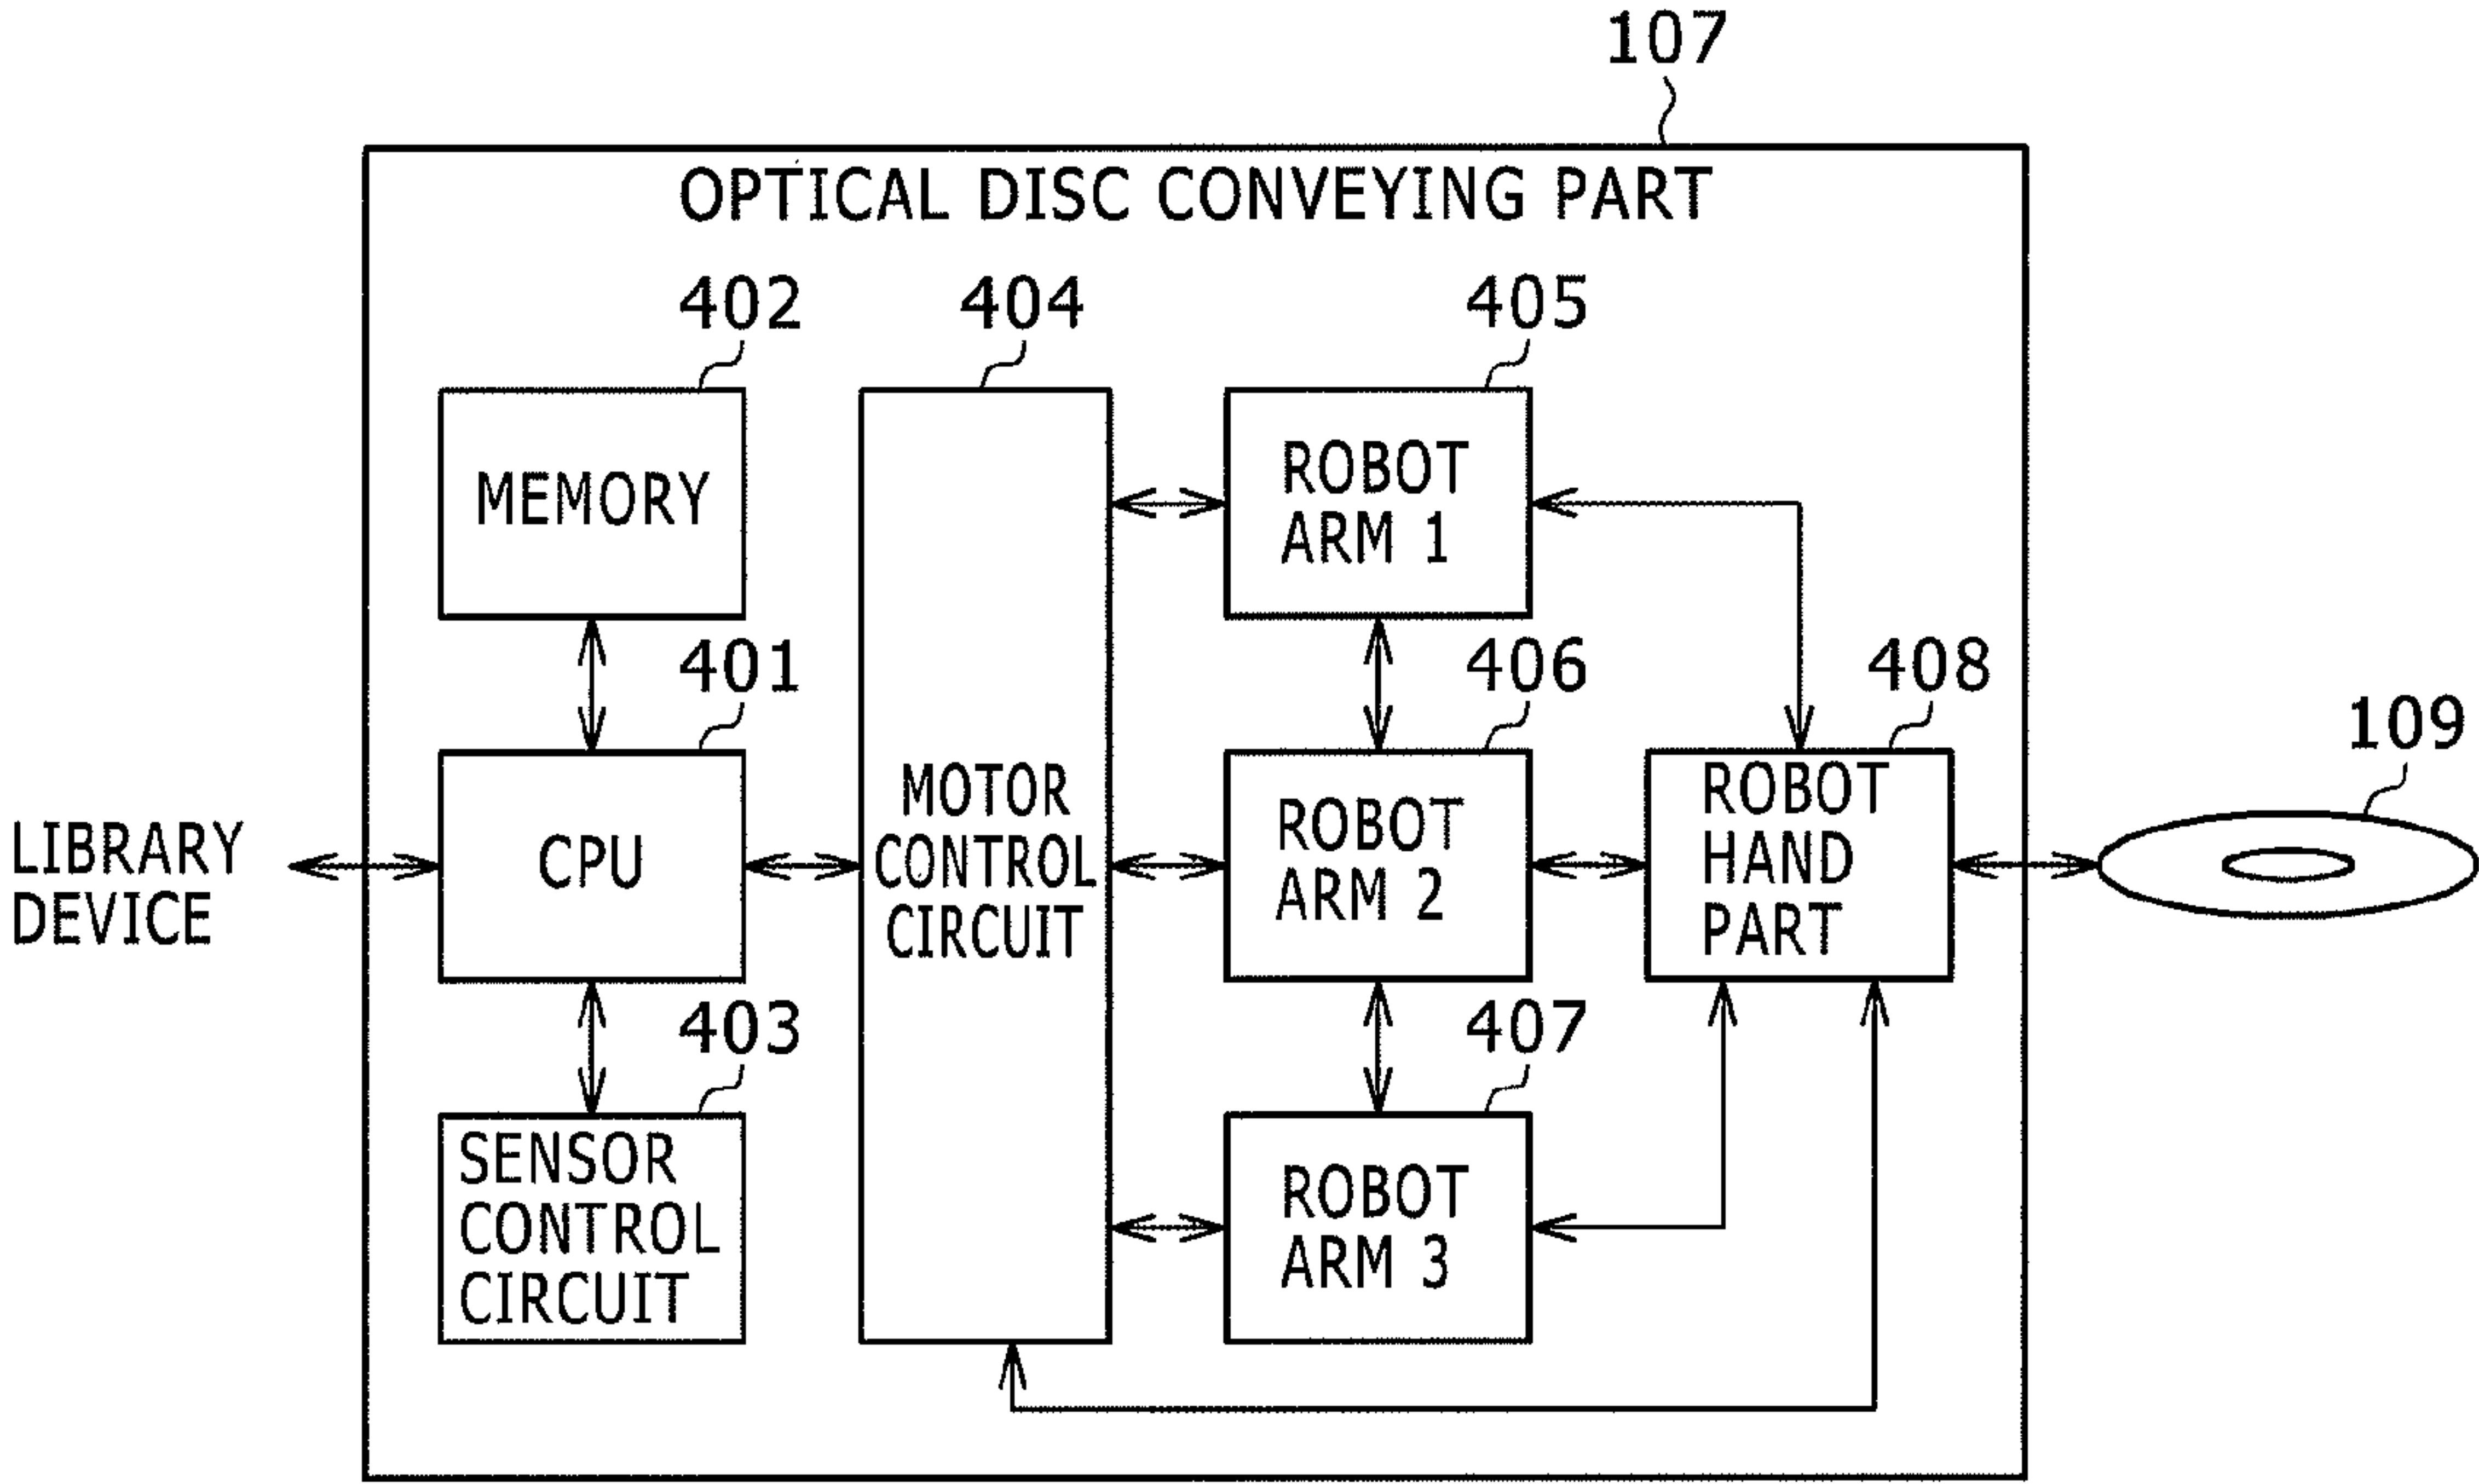 107
OPTICAL DISC CONVEYING PART
402
404
405
MEMORY
ROBOT
ARM 1
401
406
408
109
LIBRARY
DEVICE
CPU
MOTOR
CONTROL
CIRCUIT
ROBOT
ARM 2
ROBOT
HAND
PART
403
407
SENSOR
CONTROL
CIRCUIT
ROBOT
ARM 3